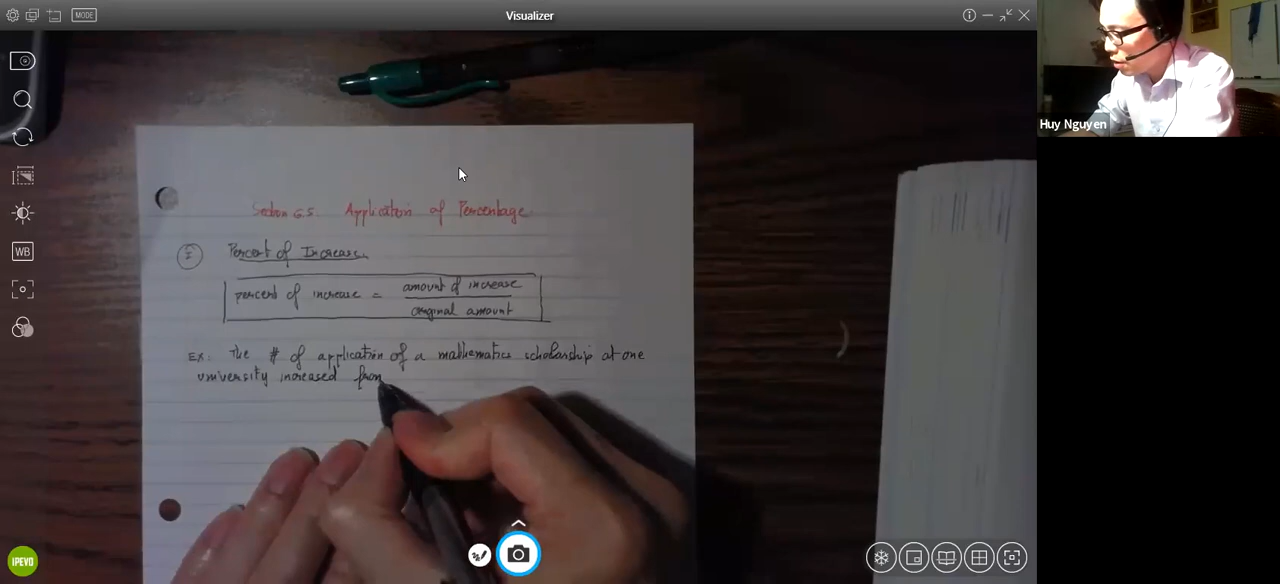 MODE
Visualizer
Huy Nguyen
WB
Section 6.5. Application of Percentage.
I Percent of Increase.
percent of increase = amount of increase
original amount
Ex: The # of application of a mathematics scholarship at one
university increased from
IPEVO